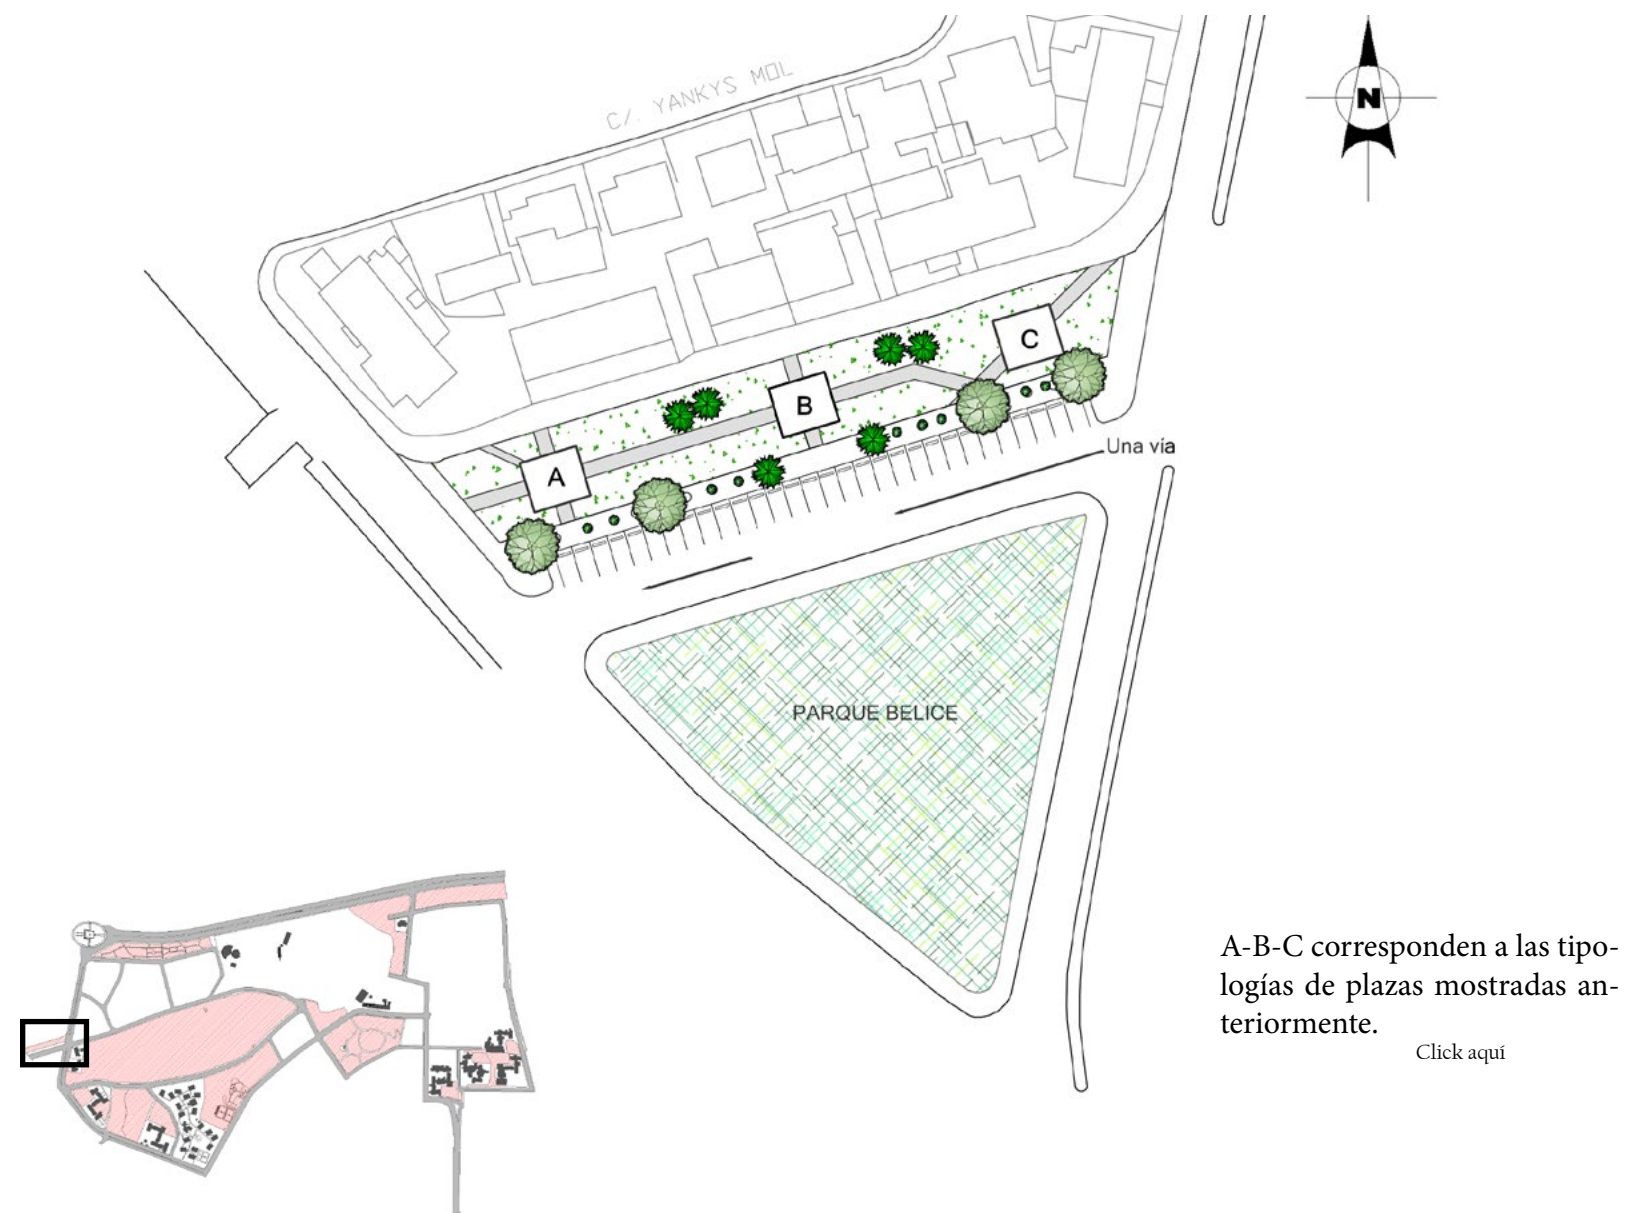 C/. YANKYS MOL
N
C
B
A
Una vía
PARQUE BELICE
A-B-C corresponden a las tipo-
logías de plazas mostradas an-
teriormente.
Click aquí